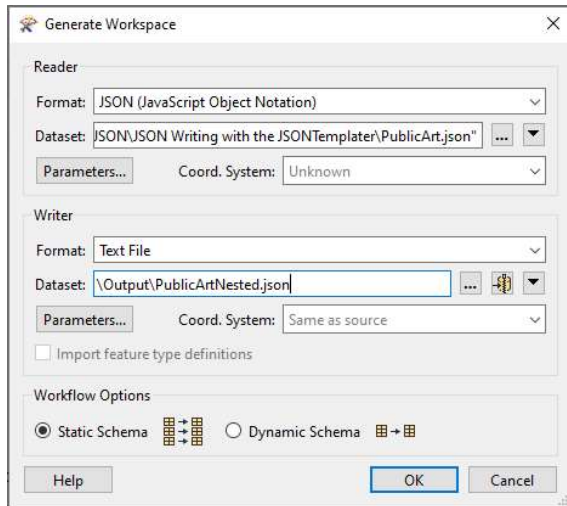 Generate Workspace
Reader
Format: JSON (JavaScript Object Notation)
Dataset: JSON\JSON Writing with the JSONTemplater\PublicArt.json" ...
Parameters... Coord. System: Unknown
Writer
Format: Text File
Dataset: \Output\PublicArtNested.json ...
Parameters... Coord. System: Same as source
Import feature type definitions
Workflow Options
Static Schema Dynamic Schema
Help OK Cancel